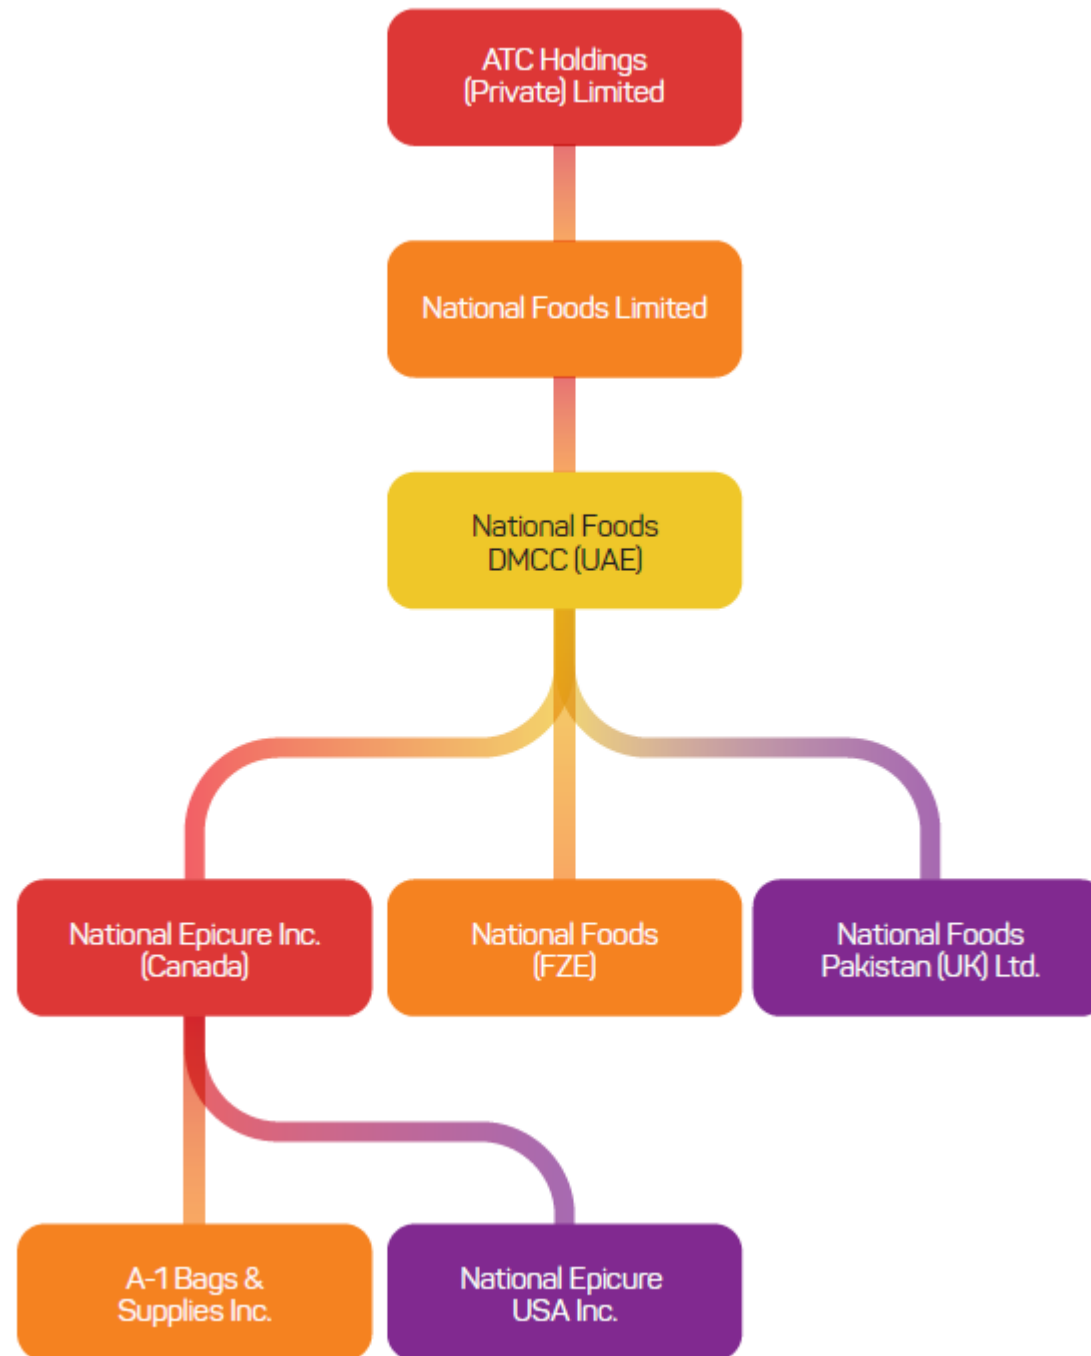 ATC Holdings
(Private) Limited
National Foods Limited
National Foods
DMCC (UAE)
National Epicure Inc.
(Canada)
National Foods
(FZE)
National Foods
Pakistan (UK) Ltd.
A-1 Bags &
Supplies Inc.
National Epicure
USA Inc.